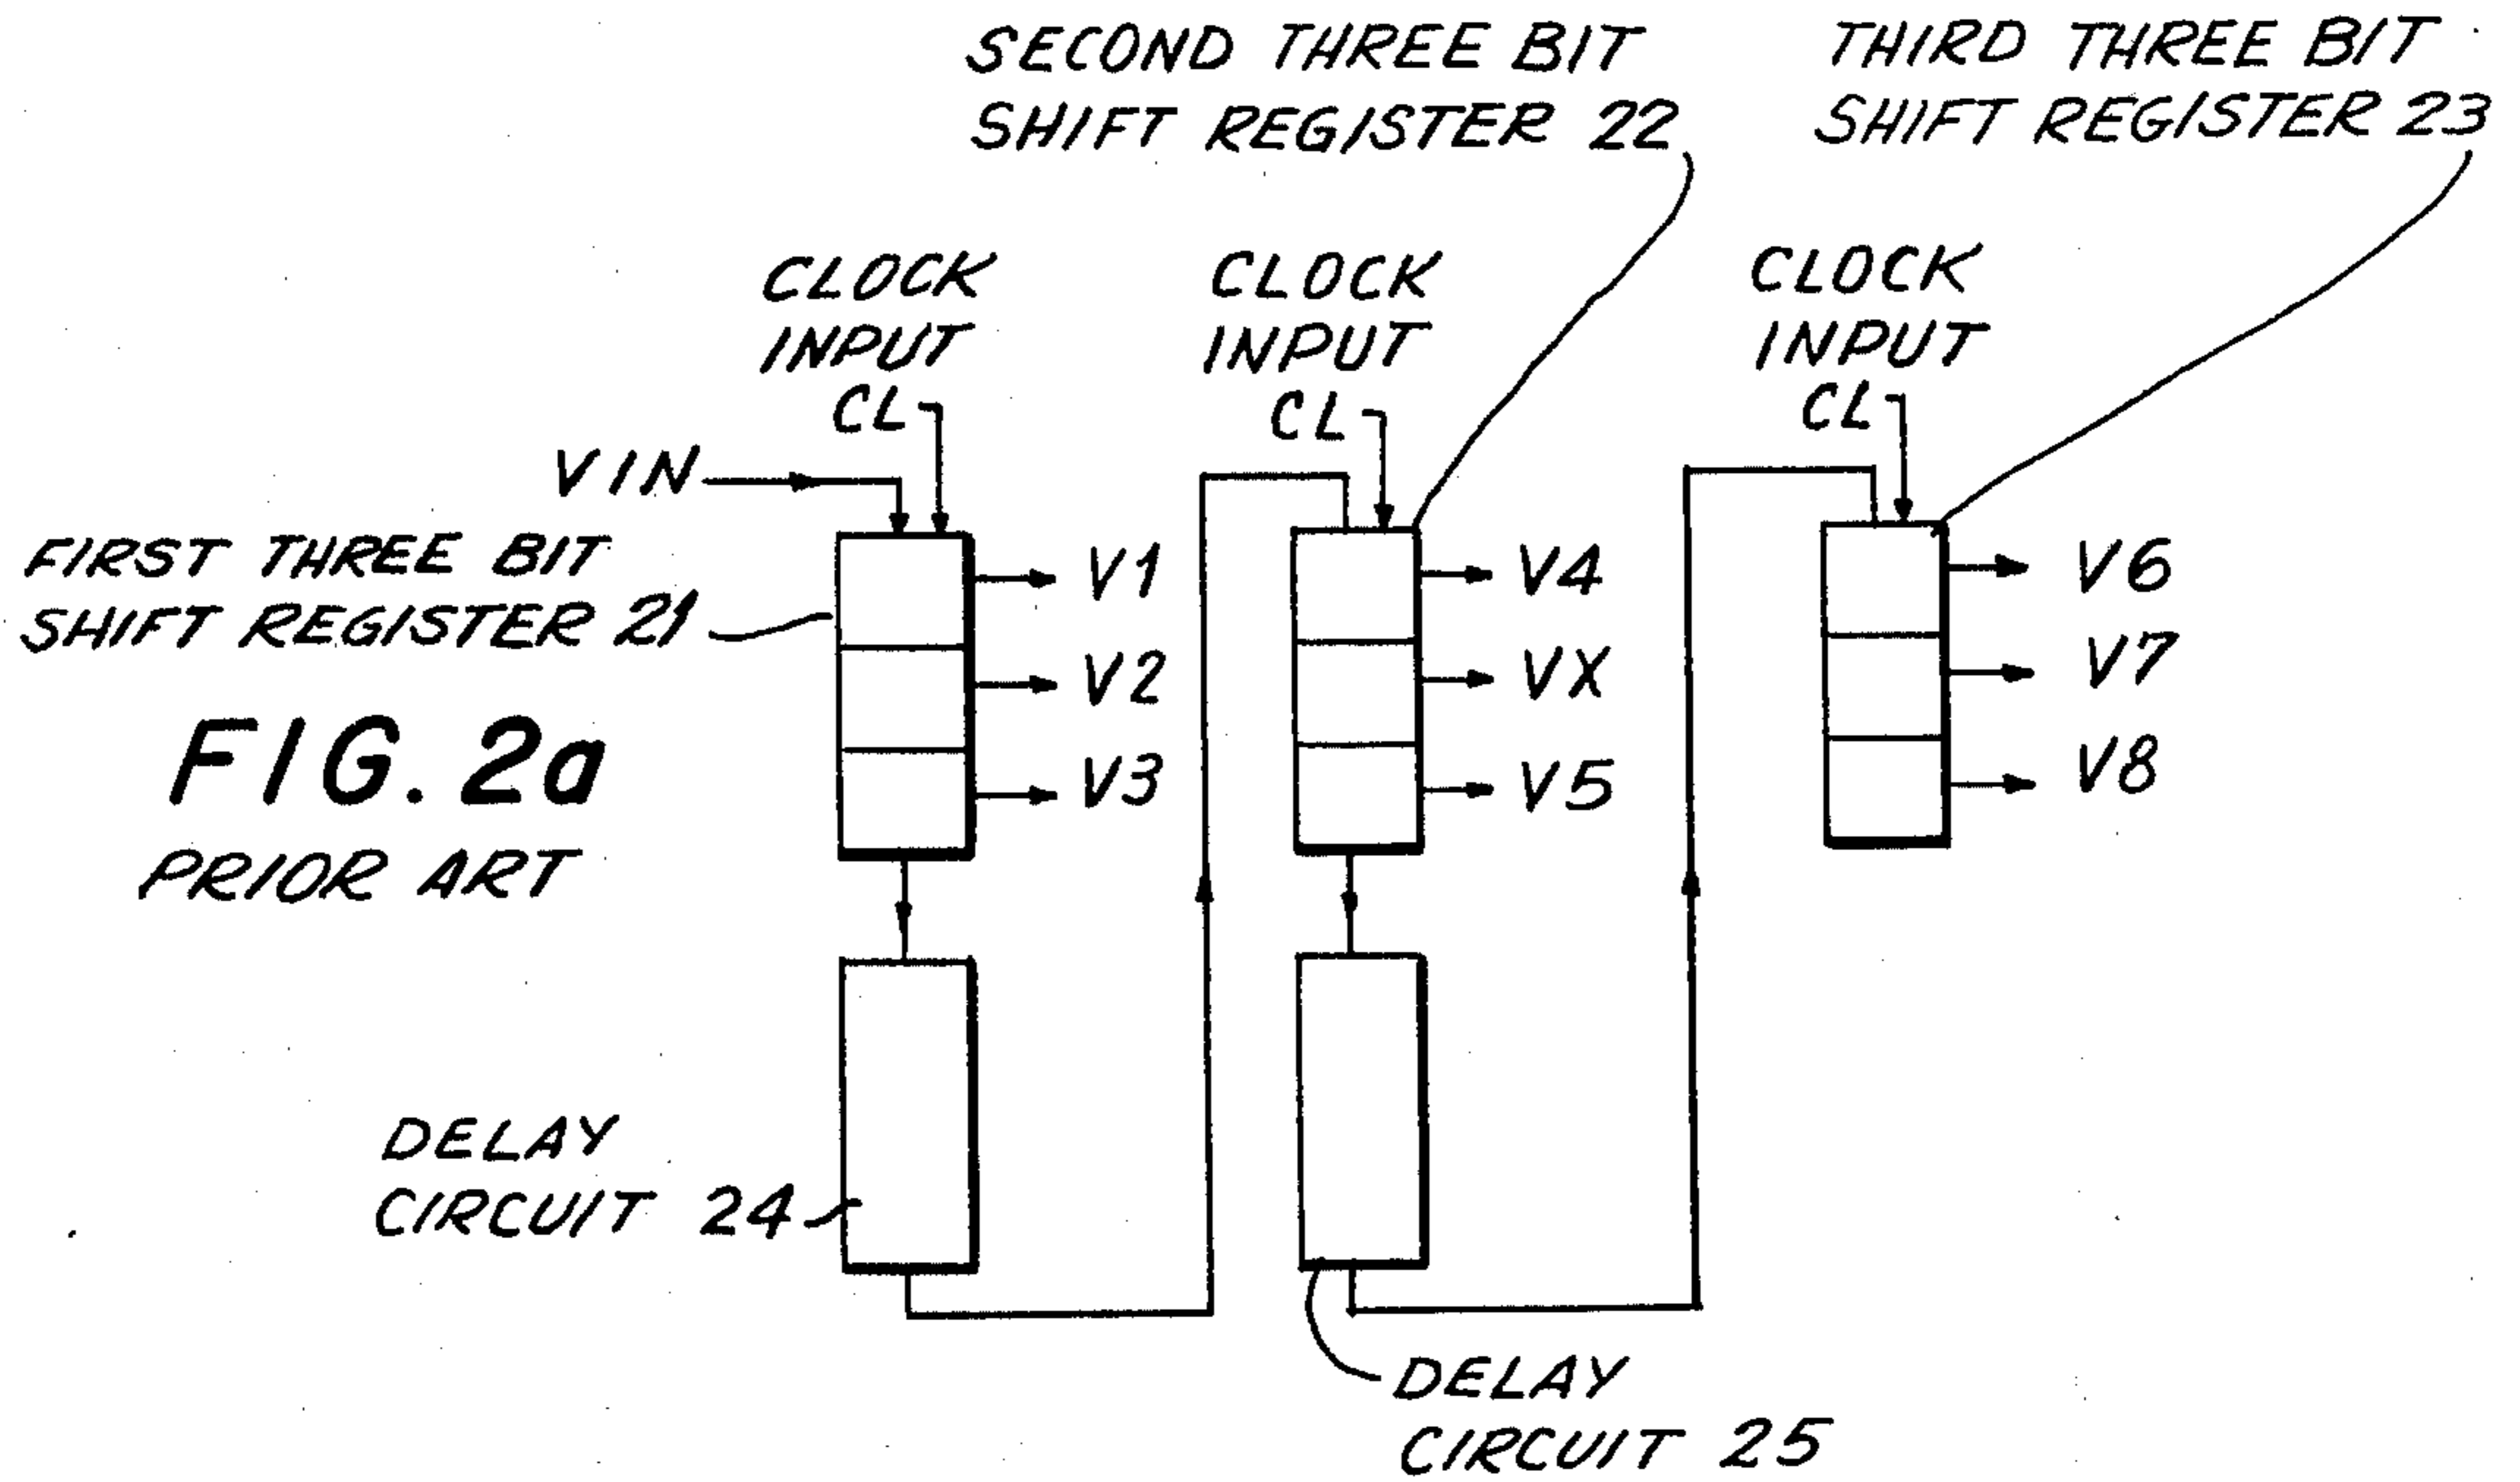 SECOND THREE BIT
SHIFT REGISTER 22
THIRD THREE BIT
SHIFT REGISTER 23
CLOCK
INPUT
CL
CLOCK
INPUT
CL
CLOCK
INPUT
CL
VIN
FIRST THREE BIT
SHIFT REGISTER 21
V1
V2
V3
V4
VX
V5
V6
V7
V8
FIG. 2a
PRIOR ART
DELAY
CIRCUIT 24
DELAY
CIRCUIT 25